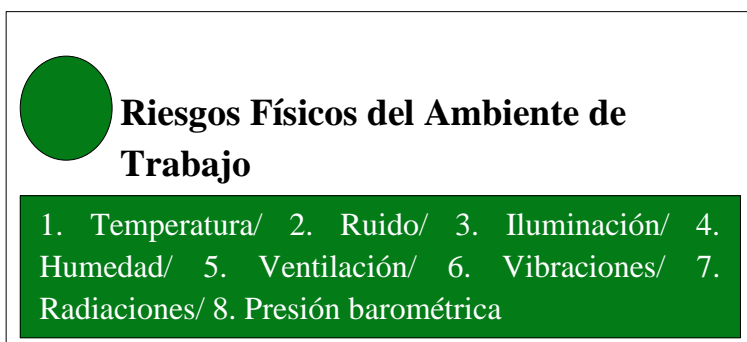 Riesgos Físicos del Ambiente de
Trabajo
1. Temperatura/ 2. Ruido/ 3. Iluminación/ 4.
Humedad/ 5. Ventilación/ 6. Vibraciones/ 7.
Radiaciones/ 8. Presión barométrica